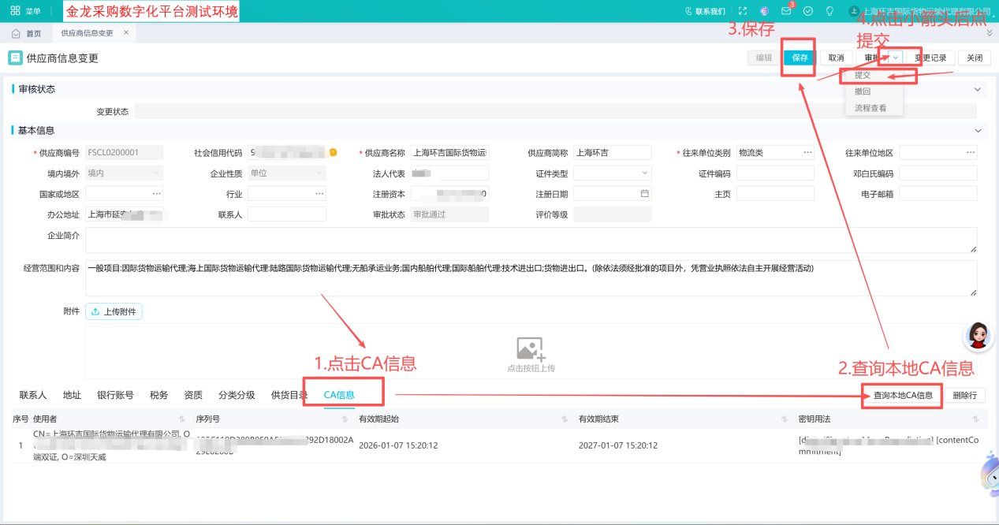 菜单
金龙采购数字化平台测试环境
联系我们
3
上
上海环吉国际货物运输代理有限公司
首页
供应商信息变更
3.保存
4.点击小箭头后点
提交
供应商信息变更
编辑
保存
取消
审批
变更记录
关闭
提交
撤回
流程查看
审核状态
变更状态
基本信息
* 供应商编号 FSCL0200001
社会信用代码 9
* 供应商名称 上海环吉国际货物运
供应商简称 上海环吉
* 往来单位类别 物流类
往来单位地区
境内境外 境内
企业性质 单位
法人代表
证件类型
证件编码
邓白氏编码
国家或地区
行业
注册资本 0
注册日期
主页
电子邮箱
办公地址 上海市延安
联系人
审批状态 审批通过
评价等级
企业简介
经营范围和内容 一般项目:因际货物运输代理;海上国际货物运输代理:陆路国际货物运输代理;无船承运业务;国内船舶代理;国际船舶代理:技术进出口;货物进出口。(除依法须经批准的项目外，凭营业执照依法自主开展经营活动)
附件 上传附件
点击按钮上传
1.点击CA信息
2.查询本地CA信息
联系人 地址 银行账号 税务 资质 分类分级 供货目录 CA信息
查询本地CA信息 删除行
序号 使用者 序列号 有效期起始 有效期结束 密钥用法
CN=上海环吉国际货物运输代理有限公司, O
1 292D18002A 2026-01-07 15:20:12 2027-01-07 15:20:12 [contentCo
端双证, O=深圳天威
mmitment]